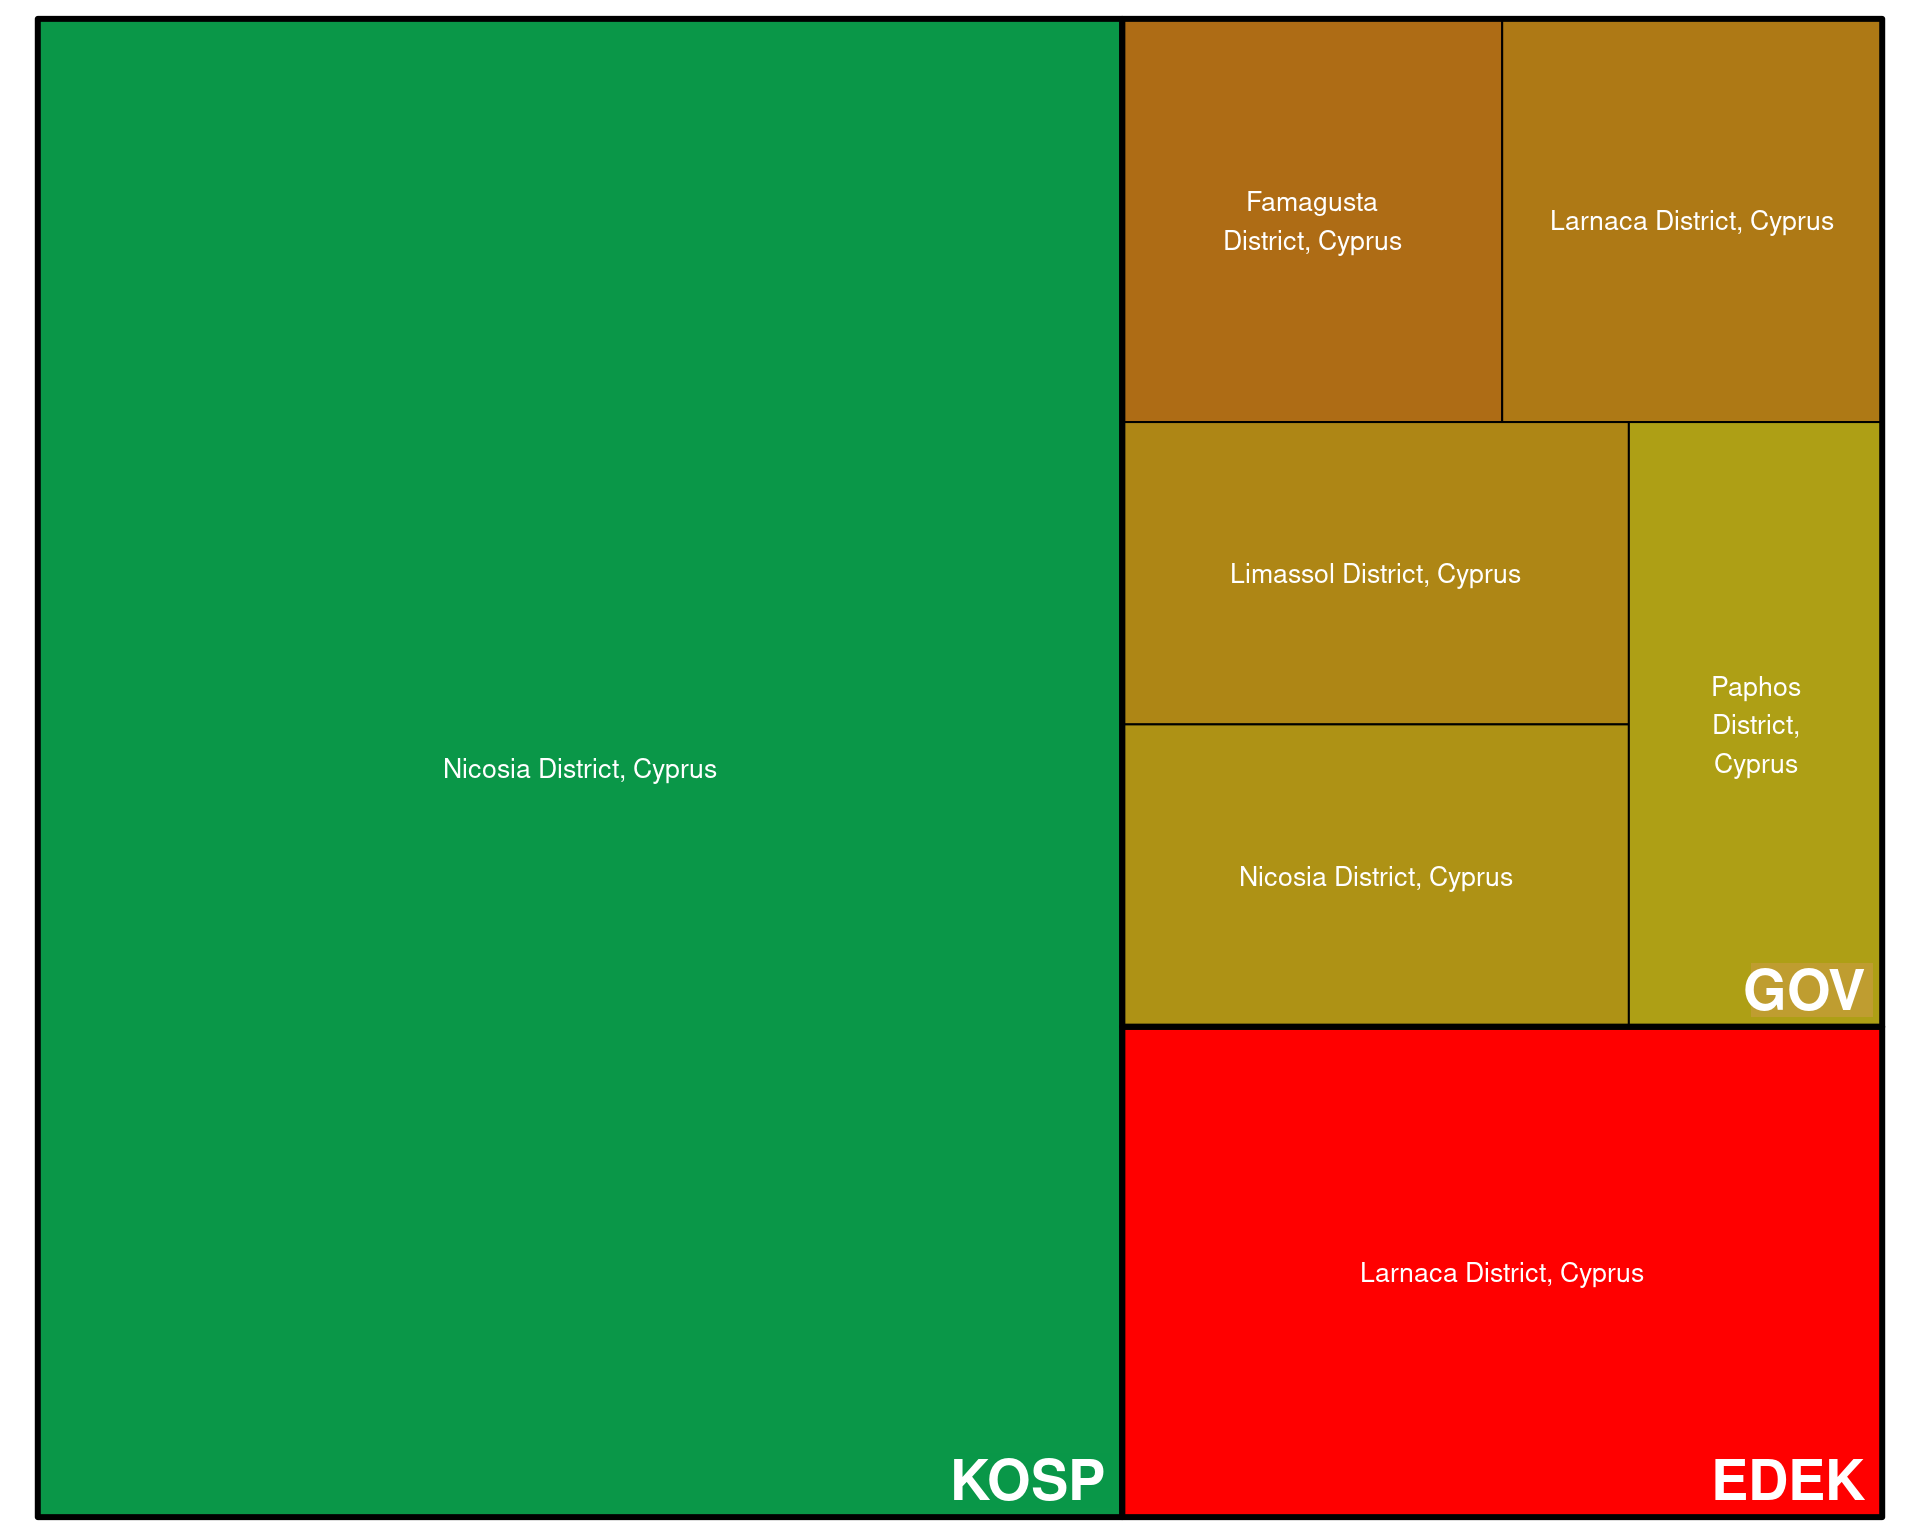 Nicosia District, Cyprus
KOSP
Famagusta
District, Cyprus
Larnaca District, Cyprus
Limassol District, Cyprus
Nicosia District, Cyprus
Paphos
District,
Cyprus
GOV
Larnaca District, Cyprus
EDEK